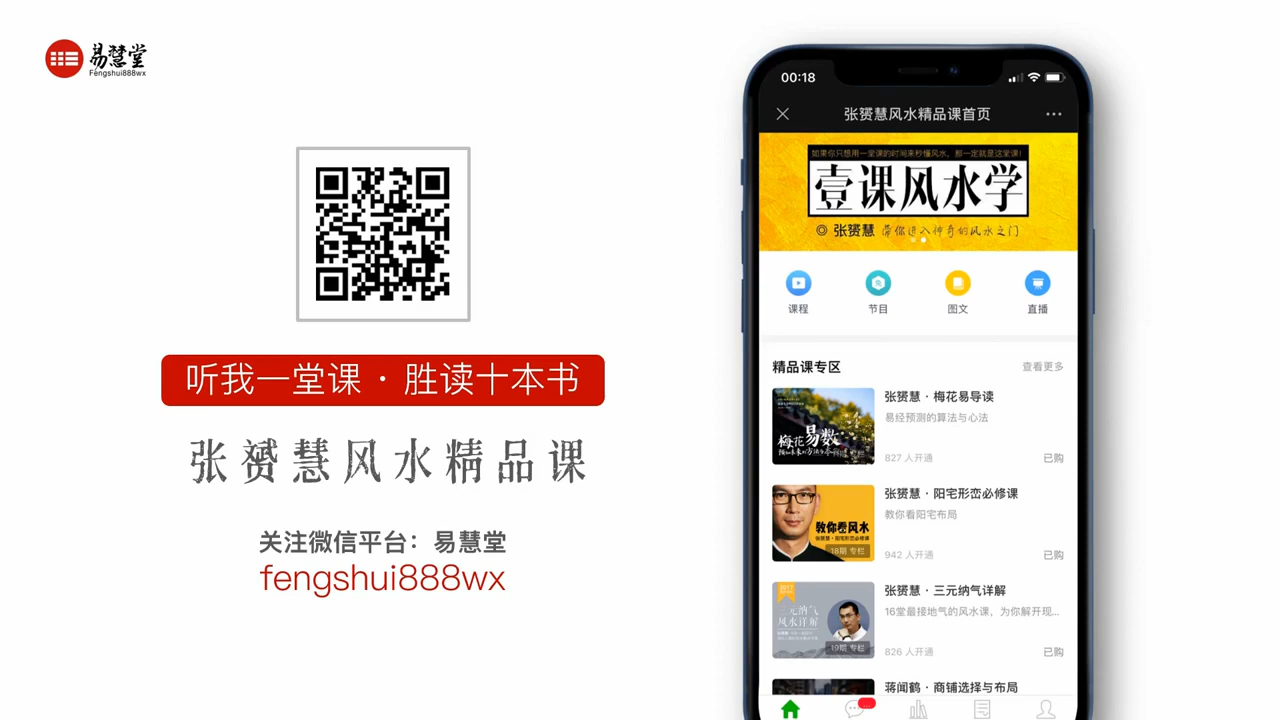 易慧堂
Fengshui888wx
听我一堂课·胜读十本书
张赟慧风水精品课
关注微信平台：易慧堂
fengshui888wx
00:18
张赟慧风水精品课首页
如果你只想用一堂课的时间来秒懂风水，那一定就是这堂课！
壹课风水学
◎ 张赟慧 带你进入神奇的风水之门
课程
节目
图文
直播
精品课专区
查看更多
张赟慧·梅花易导读
易经预测的算法与心法
827 人开通
已购
梅花易数
张赟慧·阳宅形峦必修课
教你看阳宅布局
942 人开通
已购
教你看风水
张赟慧·阳宅形峦必修课
18期 专栏
张赟慧·三元纳气详解
16堂最接地气的风水课，为你解开现...
826 人开通
已购
2017
三元纳气
风水详解
19期 专栏
蒋闻鹤·商铺选择与布局